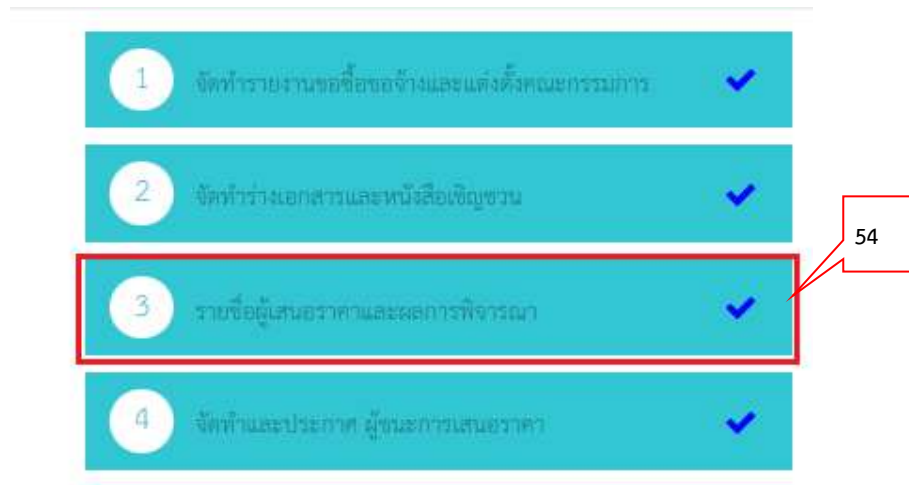 1 จัดทำรายงานขอซื้อขอจ้างและแต่งตั้งคณะกรรมการ
2 จัดทำร่างเอกสารและหนังสือเชิญชวน
54
3 รายชื่อผู้เสนอราคาและผลการพิจารณา
4 จัดทำและประกาศ ผู้ชนะการเสนอราคา